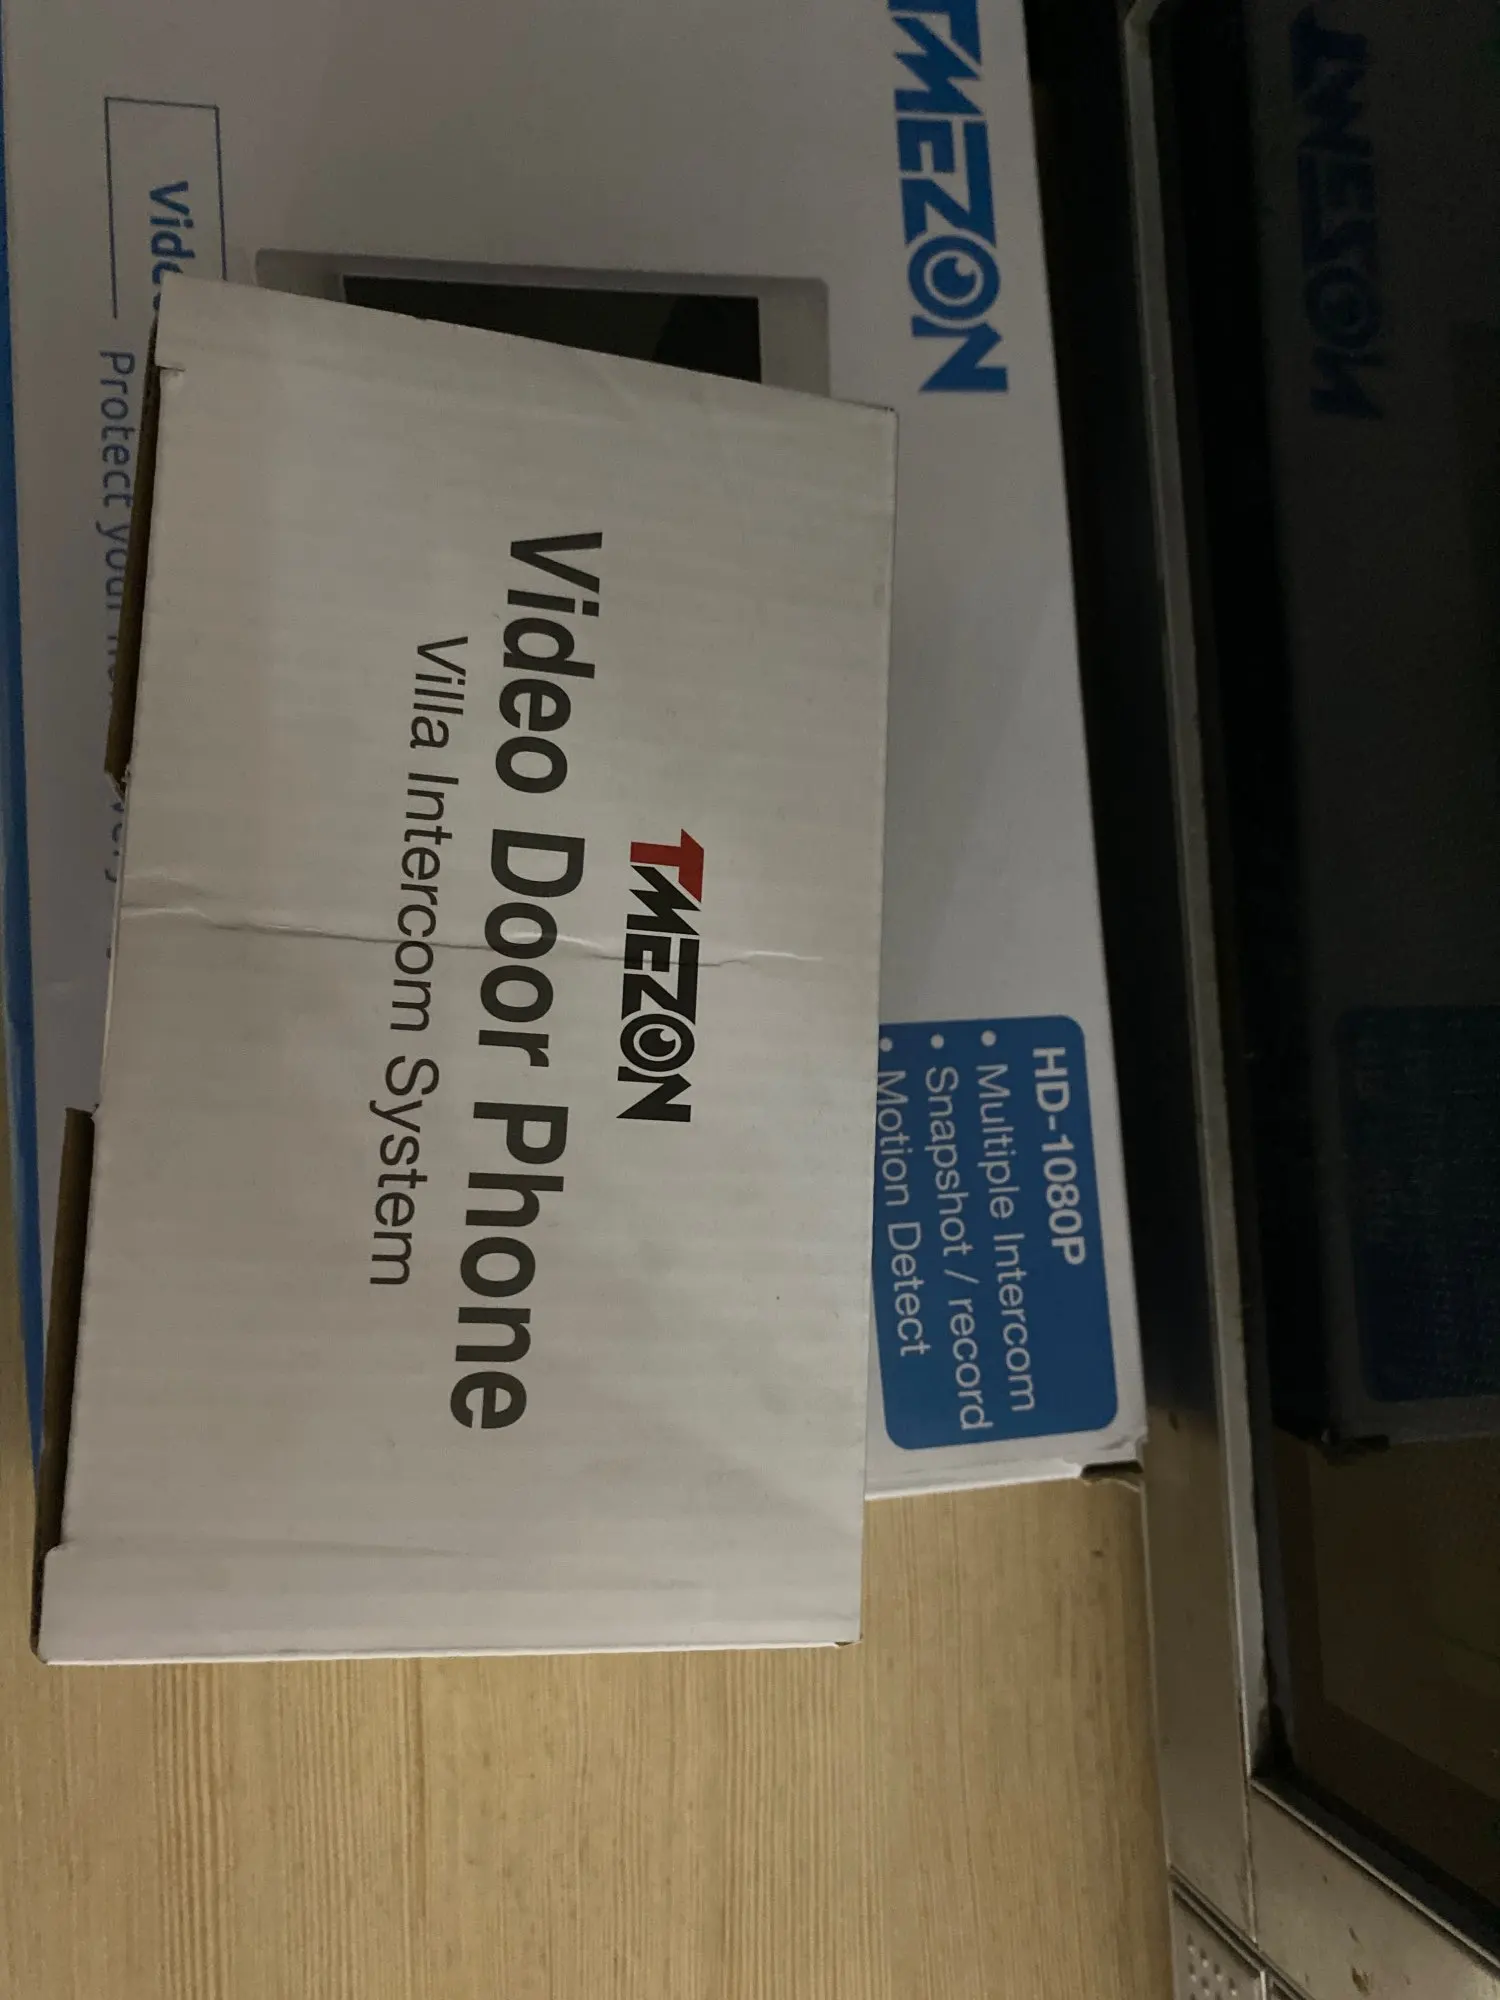 TMEZON
HD-1080P
• Multiple Intercom
• Snapshot / record
• Motion Detect
TMEZON
Video Door Phone
Villa Intercom System
Protect your
TMEZON